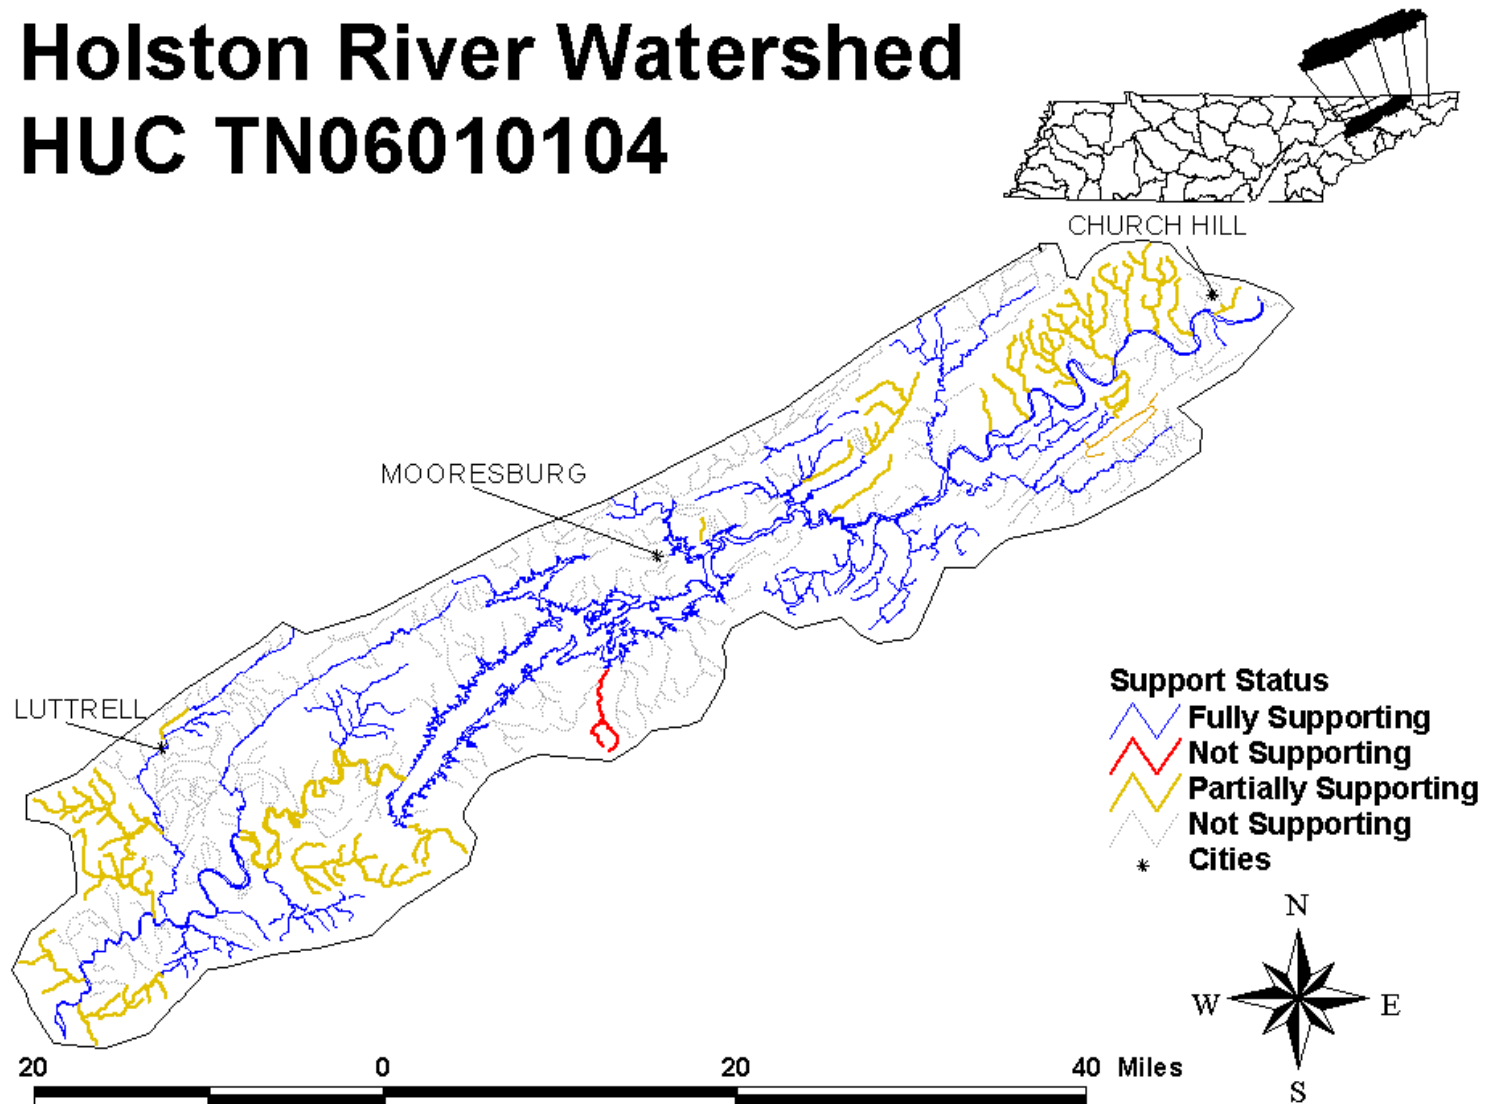 Holston River Watershed
HUC TN06010104
CHURCH HILL
MOORESBURG
LUTTRELL
Support Status
Fully Supporting
Not Supporting
Partially Supporting
Not Supporting
Cities
N
W E
S
20 0 20 40 Miles